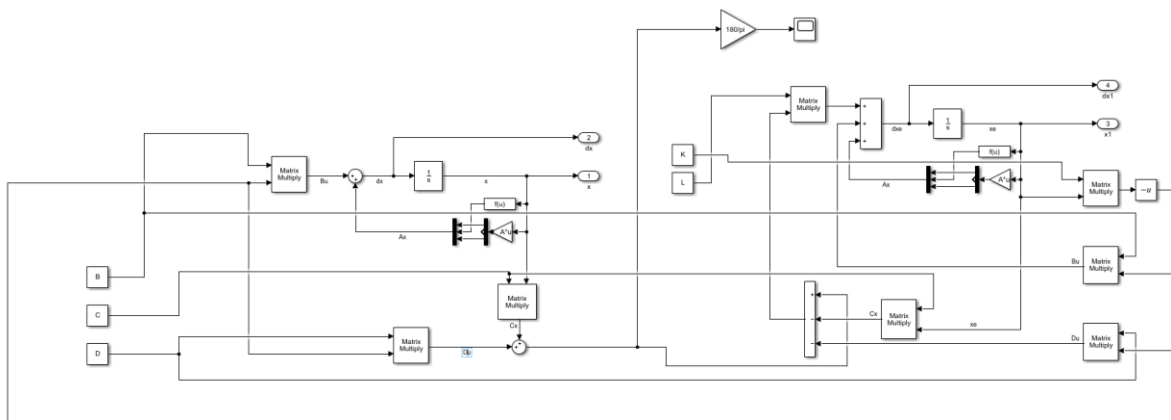 180/pi
4
dx1
Matrix
Multiply
+
+
+
dxe
1
s
xe
3
x1
2
dx
K
L
f(u)
Ax
A*u
Matrix
Multiply
-u
Matrix
Multiply
Bu
+
+
dx
1
s
x
1
x
f(u)
Ax
A*u
B
C
D
Matrix
Multiply
Cx
Matrix
Multiply
Du
+
+
+
-
-
Cx
Matrix
Multiply
xe
Bu
Matrix
Multiply
Du
Matrix
Multiply